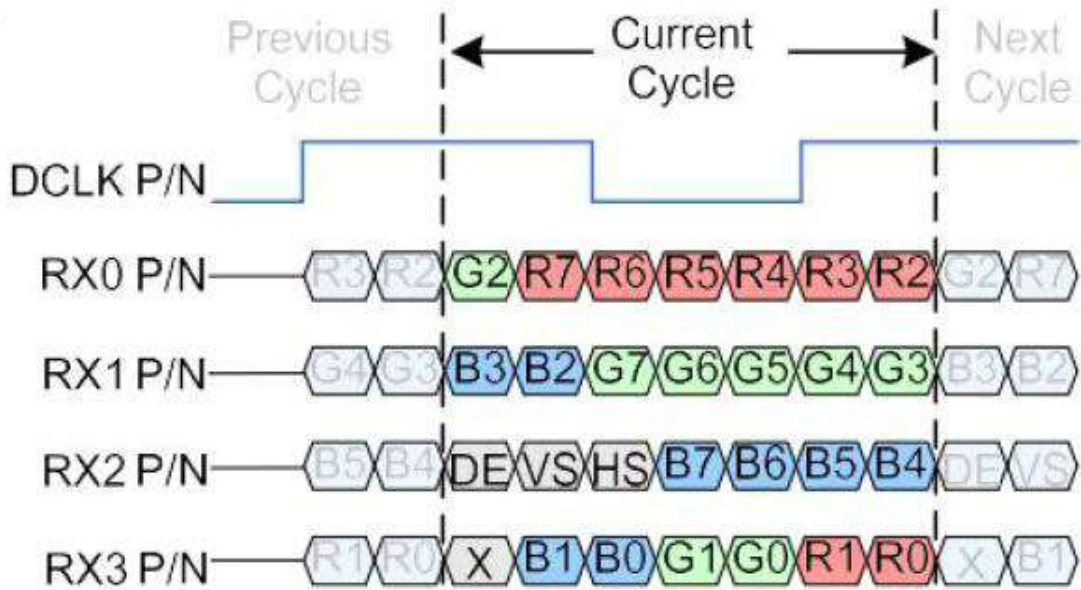 Previous Cycle
Current Cycle
Next Cycle
DCLK P/N
RX0 P/N R3 R2 G2 R7 R6 R5 R4 R3 R2 G2 R7
RX1 P/N G4 G3 B3 B2 G7 G6 G5 G4 G3 B3 B2
RX2 P/N B5 B4 DE VS HS B7 B6 B5 B4 DE VS
RX3 P/N R1 R0 X B1 B0 G1 G0 R1 R0 X B1